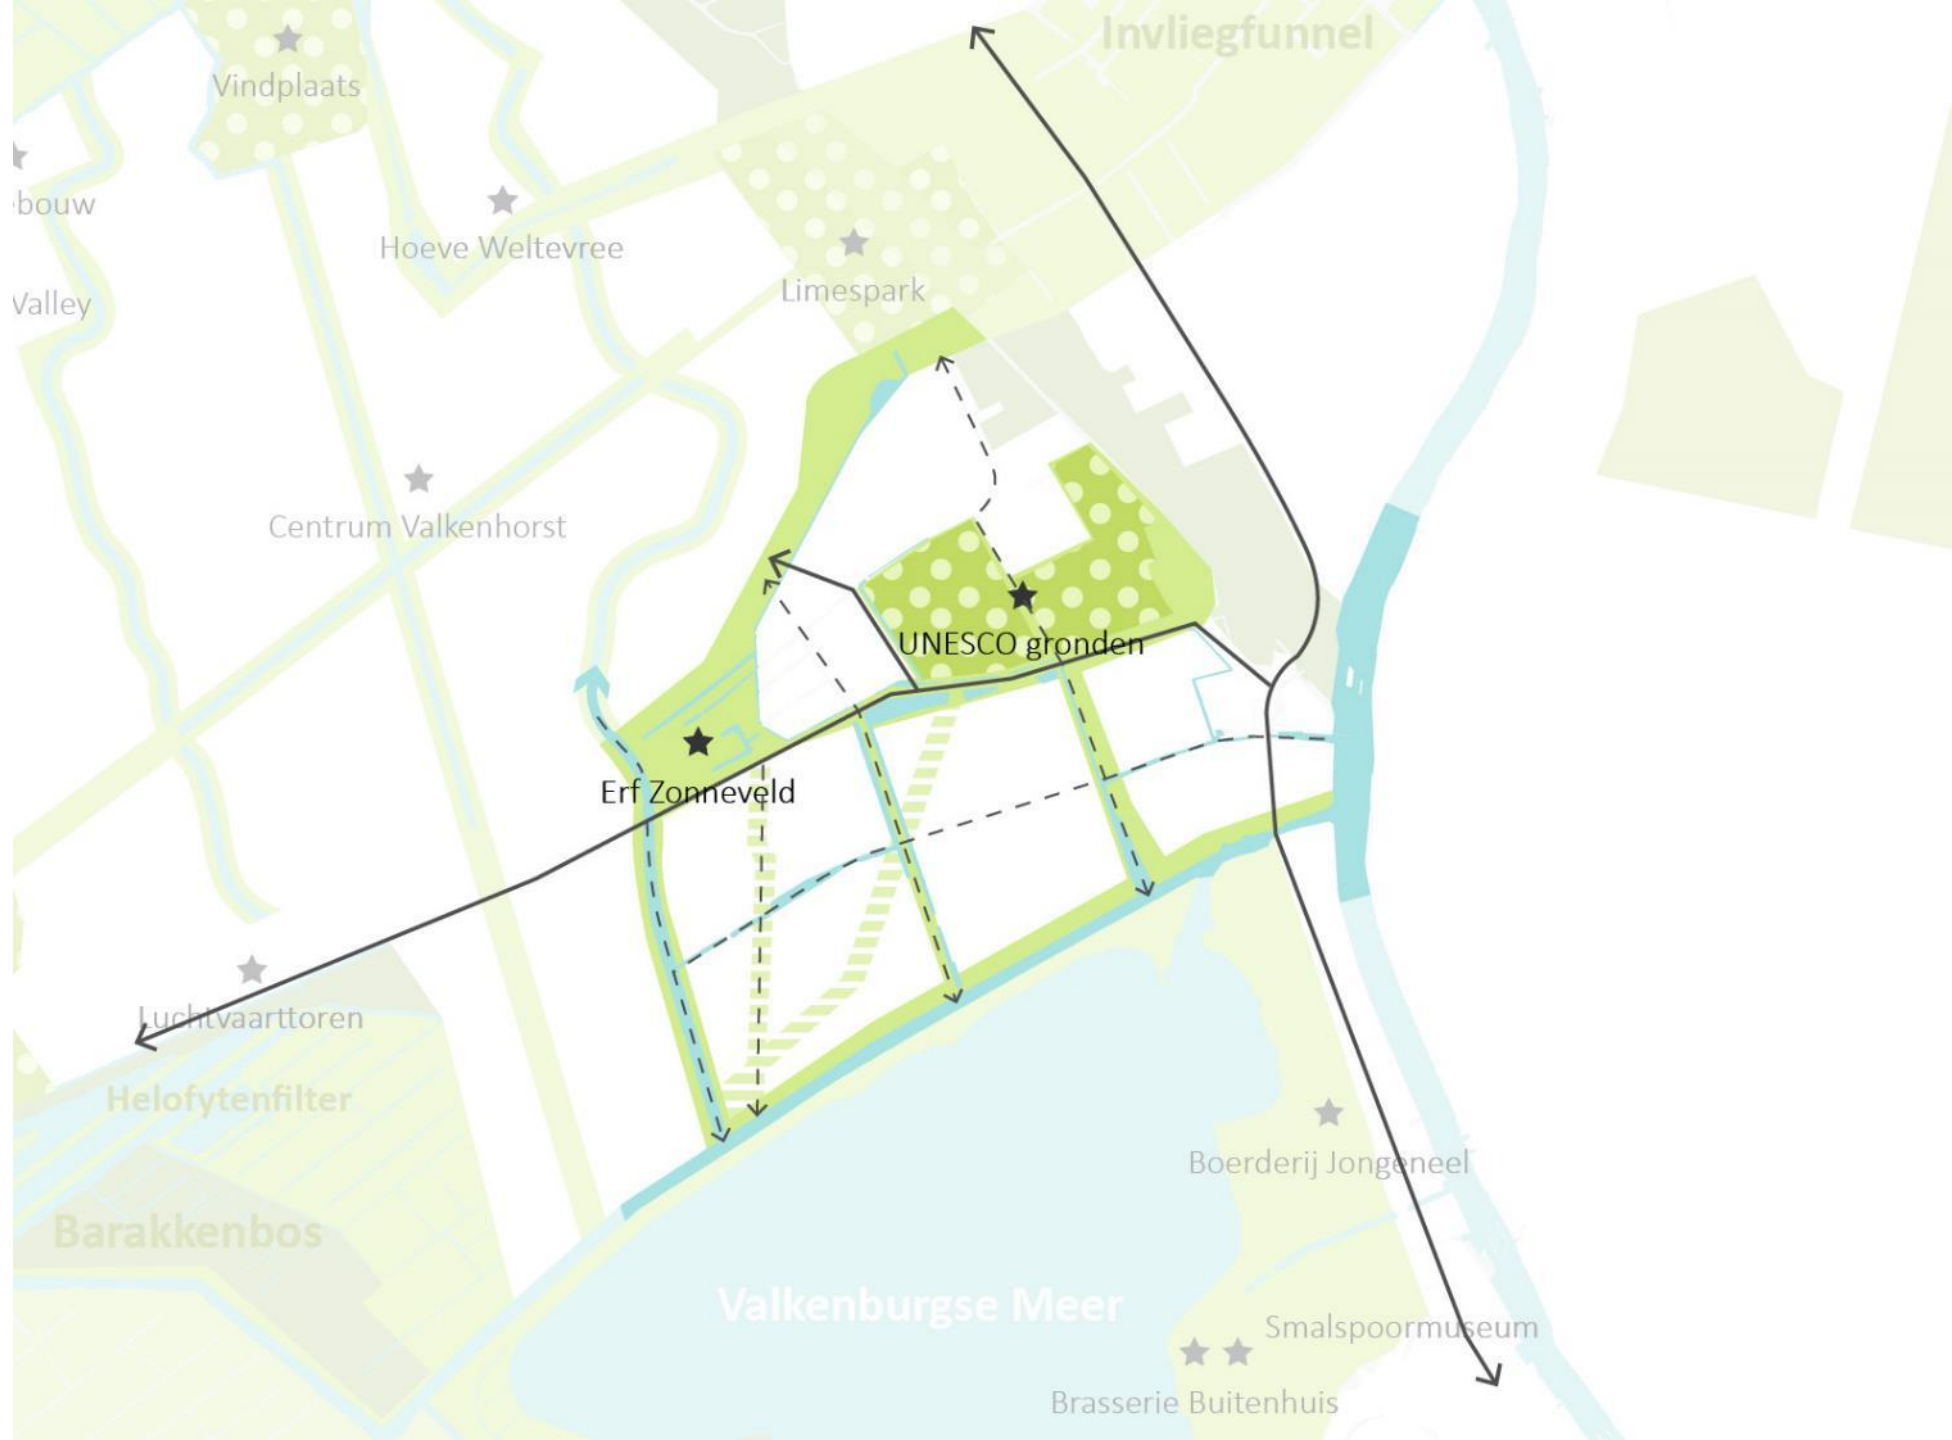 Invliegfunnel
Vindplaats
bouw
Hoeve Weltevree
Limespark
Valley
Centrum Valkenhorst
UNESCO gronden
Erf Zonneveld
Luchtvaarttoren
Helofytenfilter
Boerderij Jongeneel
Barakkenbos
Valkenburgse Meer
Smalspoormuseum
Brasserie Buitenhuis